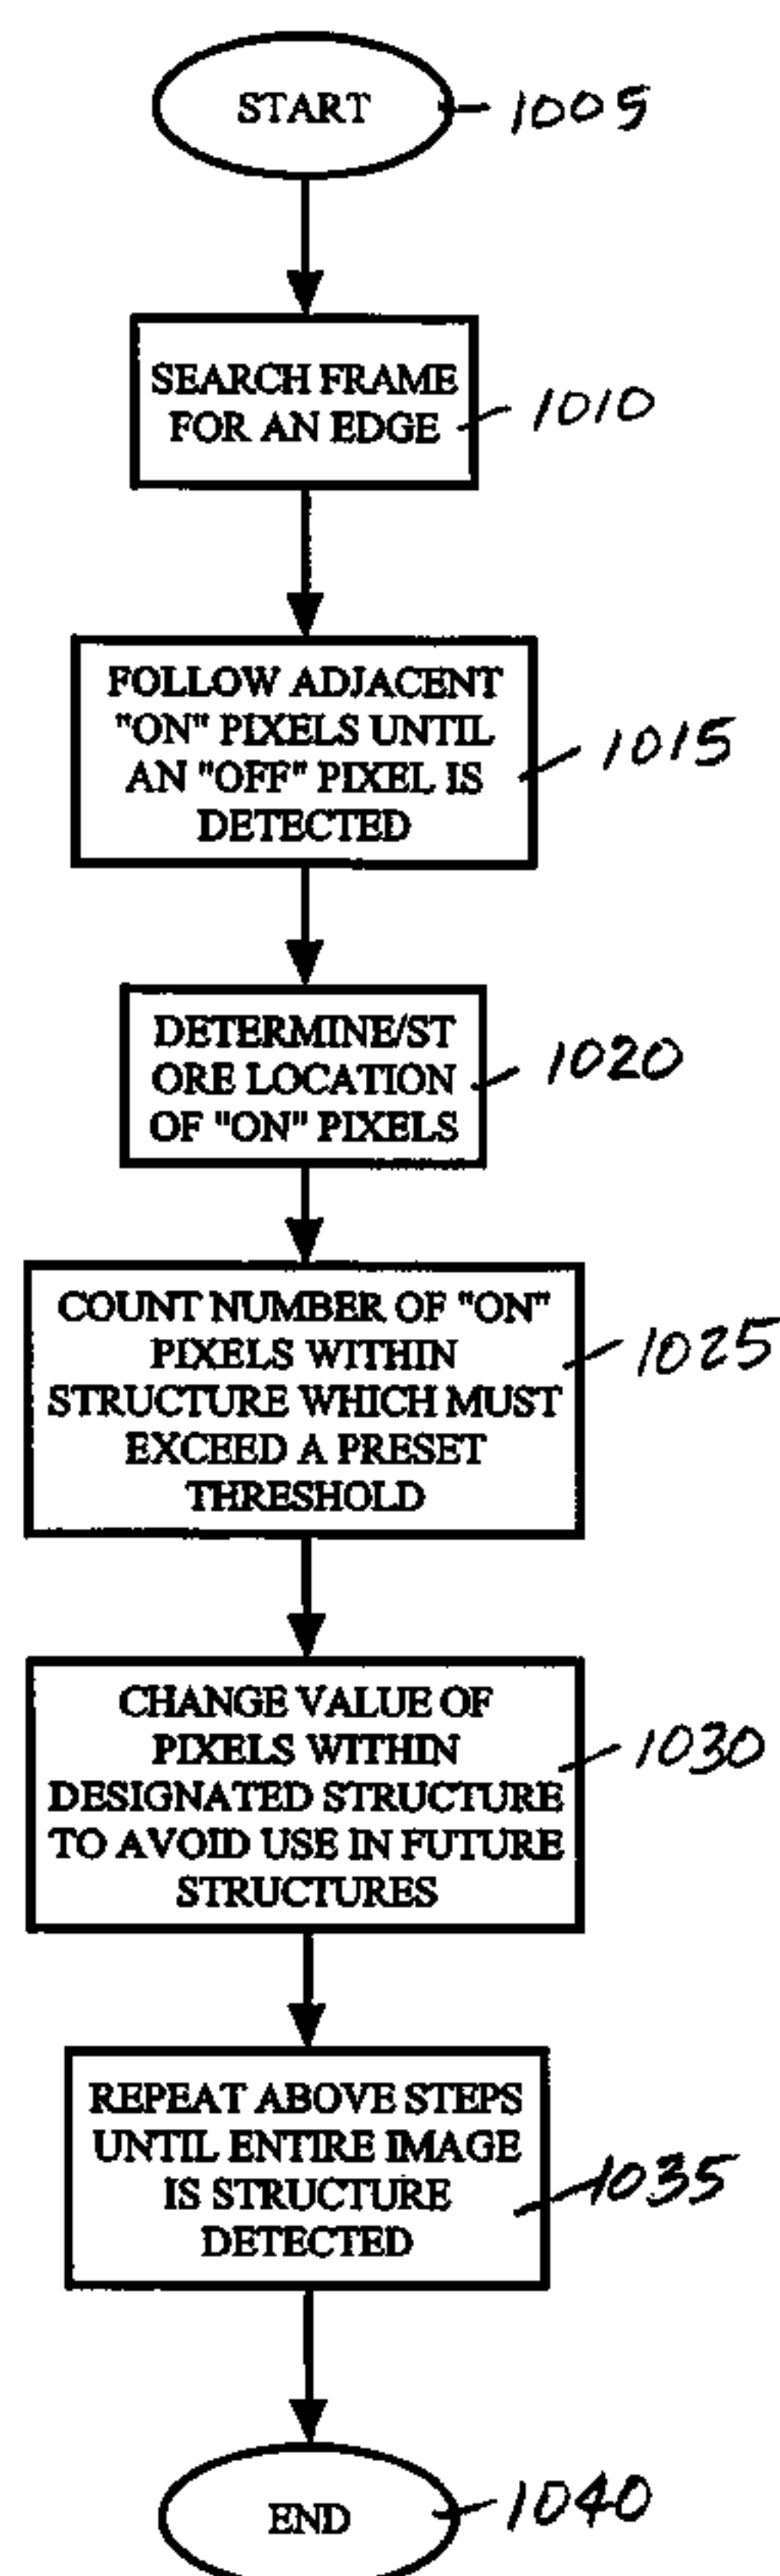 START
1005
SEARCH FRAME
FOR AN EDGE
1010
FOLLOW ADJACENT
"ON" PIXELS UNTIL
AN "OFF" PIXEL IS
DETECTED
1015
DETERMINE/ST
ORE LOCATION
OF "ON" PIXELS
1020
COUNT NUMBER OF "ON"
PIXELS WITHIN
STRUCTURE WHICH MUST
EXCEED A PRESET
THRESHOLD
1025
CHANGE VALUE OF
PIXELS WITHIN
DESIGNATED STRUCTURE
TO AVOID USE IN FUTURE
STRUCTURES
1030
REPEAT ABOVE STEPS
UNTIL ENTIRE IMAGE
IS STRUCTURE
DETECTED
1035
END
1040